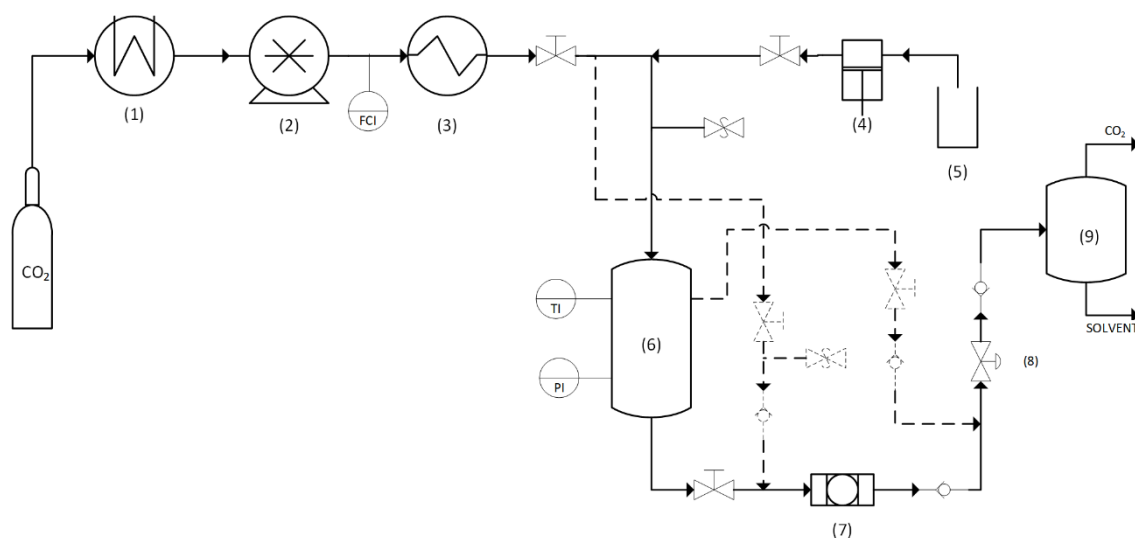 (1)
(2)
FCI
(3)
(4)
(5)
CO₂
CO₂
(9)
SOLVENT
TI
(6)
PI
(8)
(7)